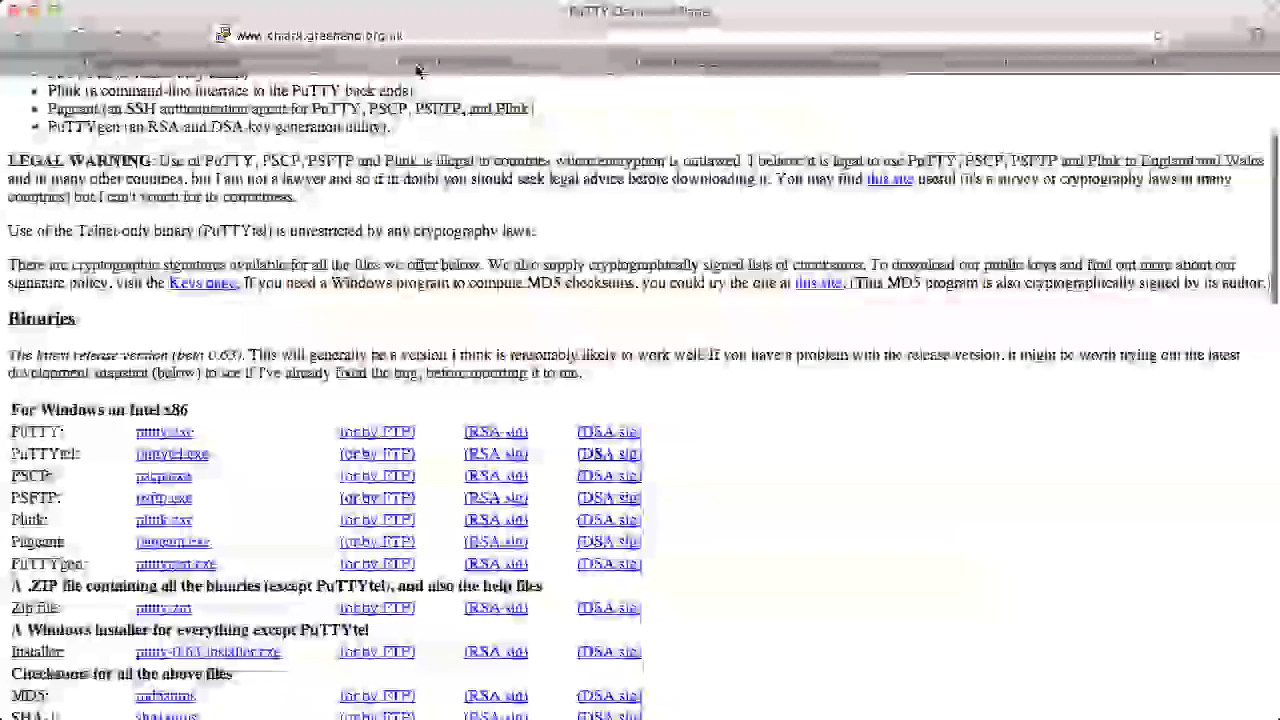 PuTTY Download Page
www.chiark.greenend.org.uk
Plink (a command-line interface to the PuTTY back ends)
Pageant (an SSH authentication agent for PuTTY, PSCP, PSFTP, and Plink)
PuTTYgen (an RSA and DSA key generation utility).
LEGAL WARNING: Use of PuTTY, PSCP, PSFTP and Plink is illegal in countries where encryption is outlawed. I believe it is legal to use PuTTY, PSCP, PSFTP and Plink in England and Wales
and in many other countries, but I am not a lawyer and so if in doubt you should seek legal advice before downloading it. You may find this site useful (it's a survey of cryptography laws in many
countries) but I can't vouch for its correctness.
Use of the Telnet-only binary (PuTTYtel) is unrestricted by any cryptography laws.
There are cryptographic signatures available for all the files we offer below. We also supply cryptographically signed lists of checksums. To download our public keys and find out more about our
signature policy, visit the Keys page. If you need a Windows program to compute MD5 checksums, you could try the one at this site. (This MD5 program is also cryptographically signed by its author.)
Binaries
The latest release version (beta 0.63). This will generally be a version I think is reasonably likely to work well. If you have a problem with the release version, it might be worth trying out the latest
development snapshot (below) to see if I've already fixed the bug, before reporting it to me.
For Windows on Intel x86
PuTTY: putty.exe (or by FTP) (RSA sig) (DSA sig)
PuTTYtel: puttytel.exe (or by FTP) (RSA sig) (DSA sig)
PSCP: pscp.exe (or by FTP) (RSA sig) (DSA sig)
PSFTP: psftp.exe (or by FTP) (RSA sig) (DSA sig)
Plink: plink.exe (or by FTP) (RSA sig) (DSA sig)
Pageant: pageant.exe (or by FTP) (RSA sig) (DSA sig)
PuTTYgen: puttygen.exe (or by FTP) (RSA sig) (DSA sig)
A .ZIP file containing all the binaries (except PuTTYtel), and also the help files
Zip file: putty.zip (or by FTP) (RSA sig) (DSA sig)
A Windows installer for everything except PuTTYtel
Installer: putty-0.63-installer.exe (or by FTP) (RSA sig) (DSA sig)
Checksums for all the above files
MD5: md5sums (or by FTP) (RSA sig) (DSA sig)
SHA-1: sha1sums (or by FTP) (RSA sig) (DSA sig)